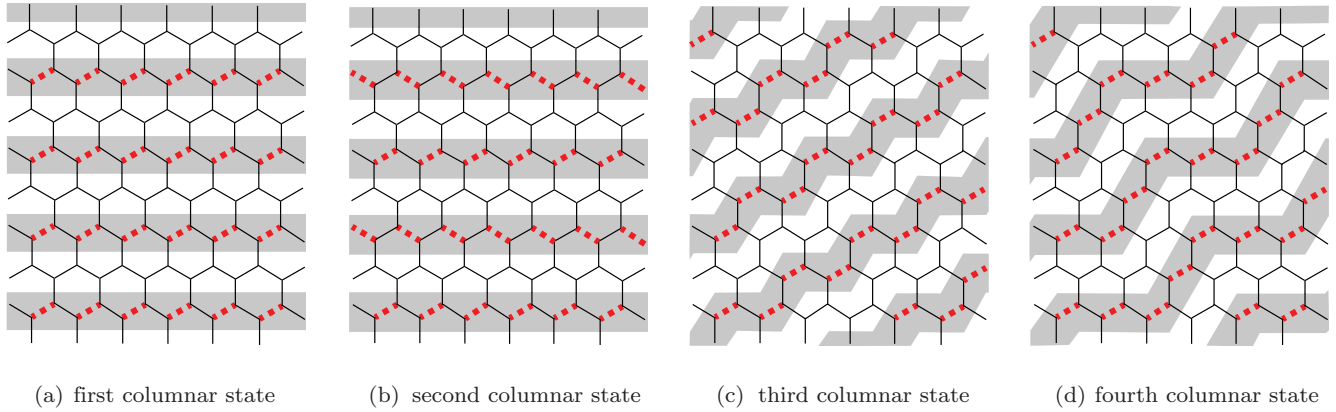 (a) first columnar state
(b) second columnar state
(c) third columnar state
(d) fourth columnar state